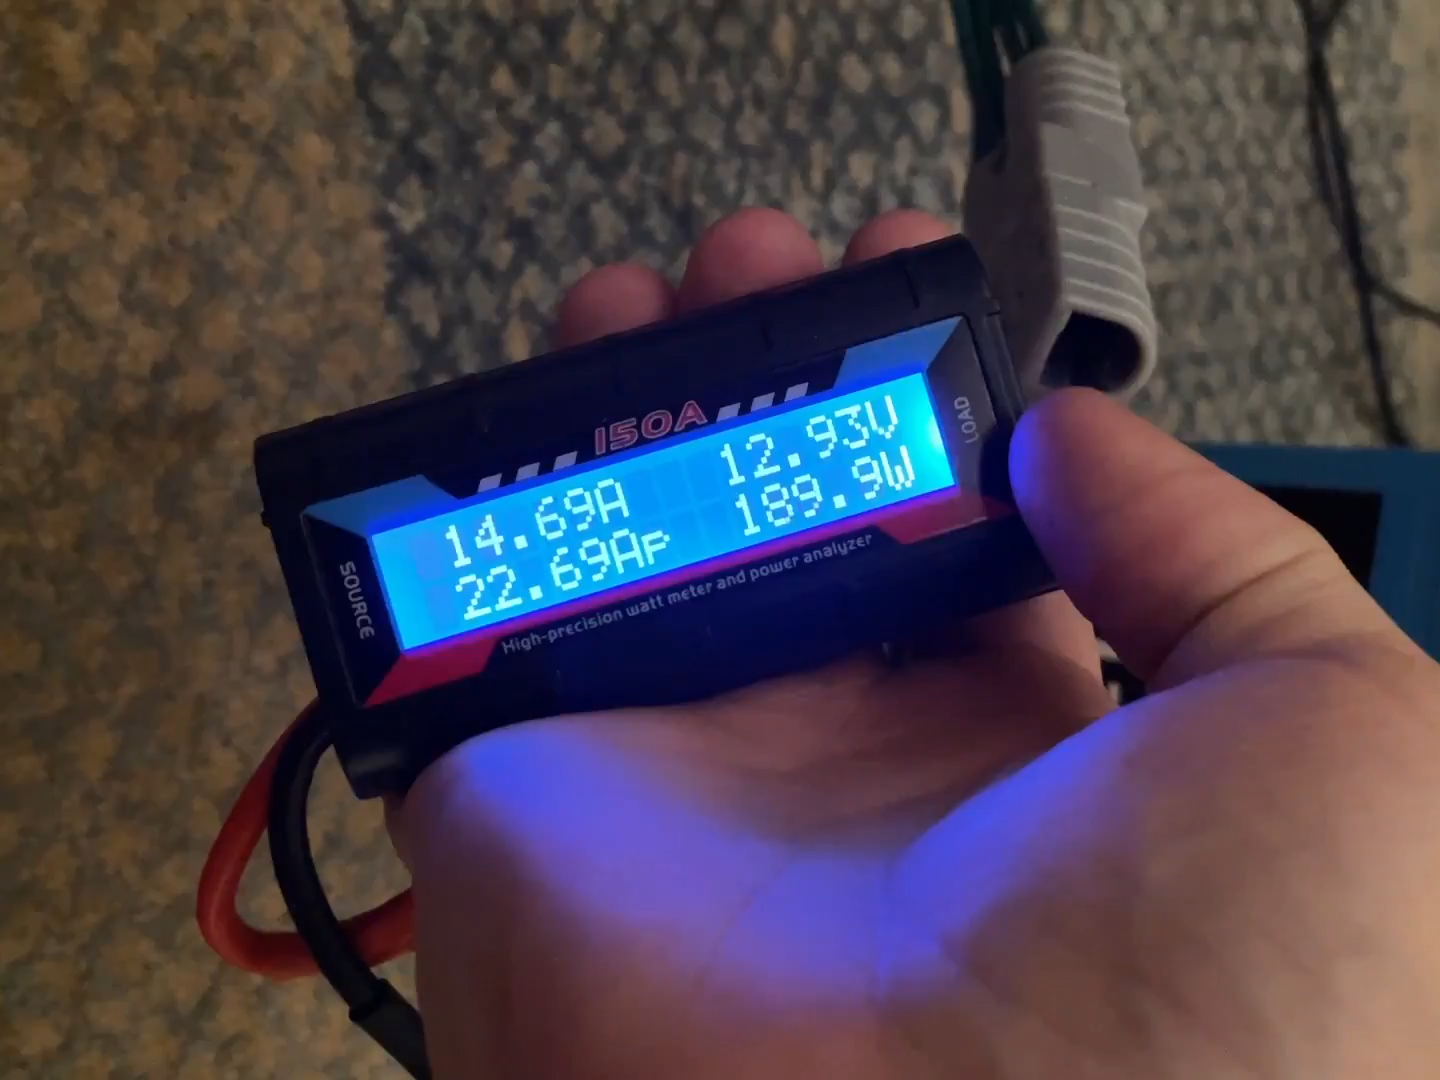 150A
14.69A 12.93V
22.69Ap 189.9W
SOURCE
LOAD
High-precision watt meter and power analyzer